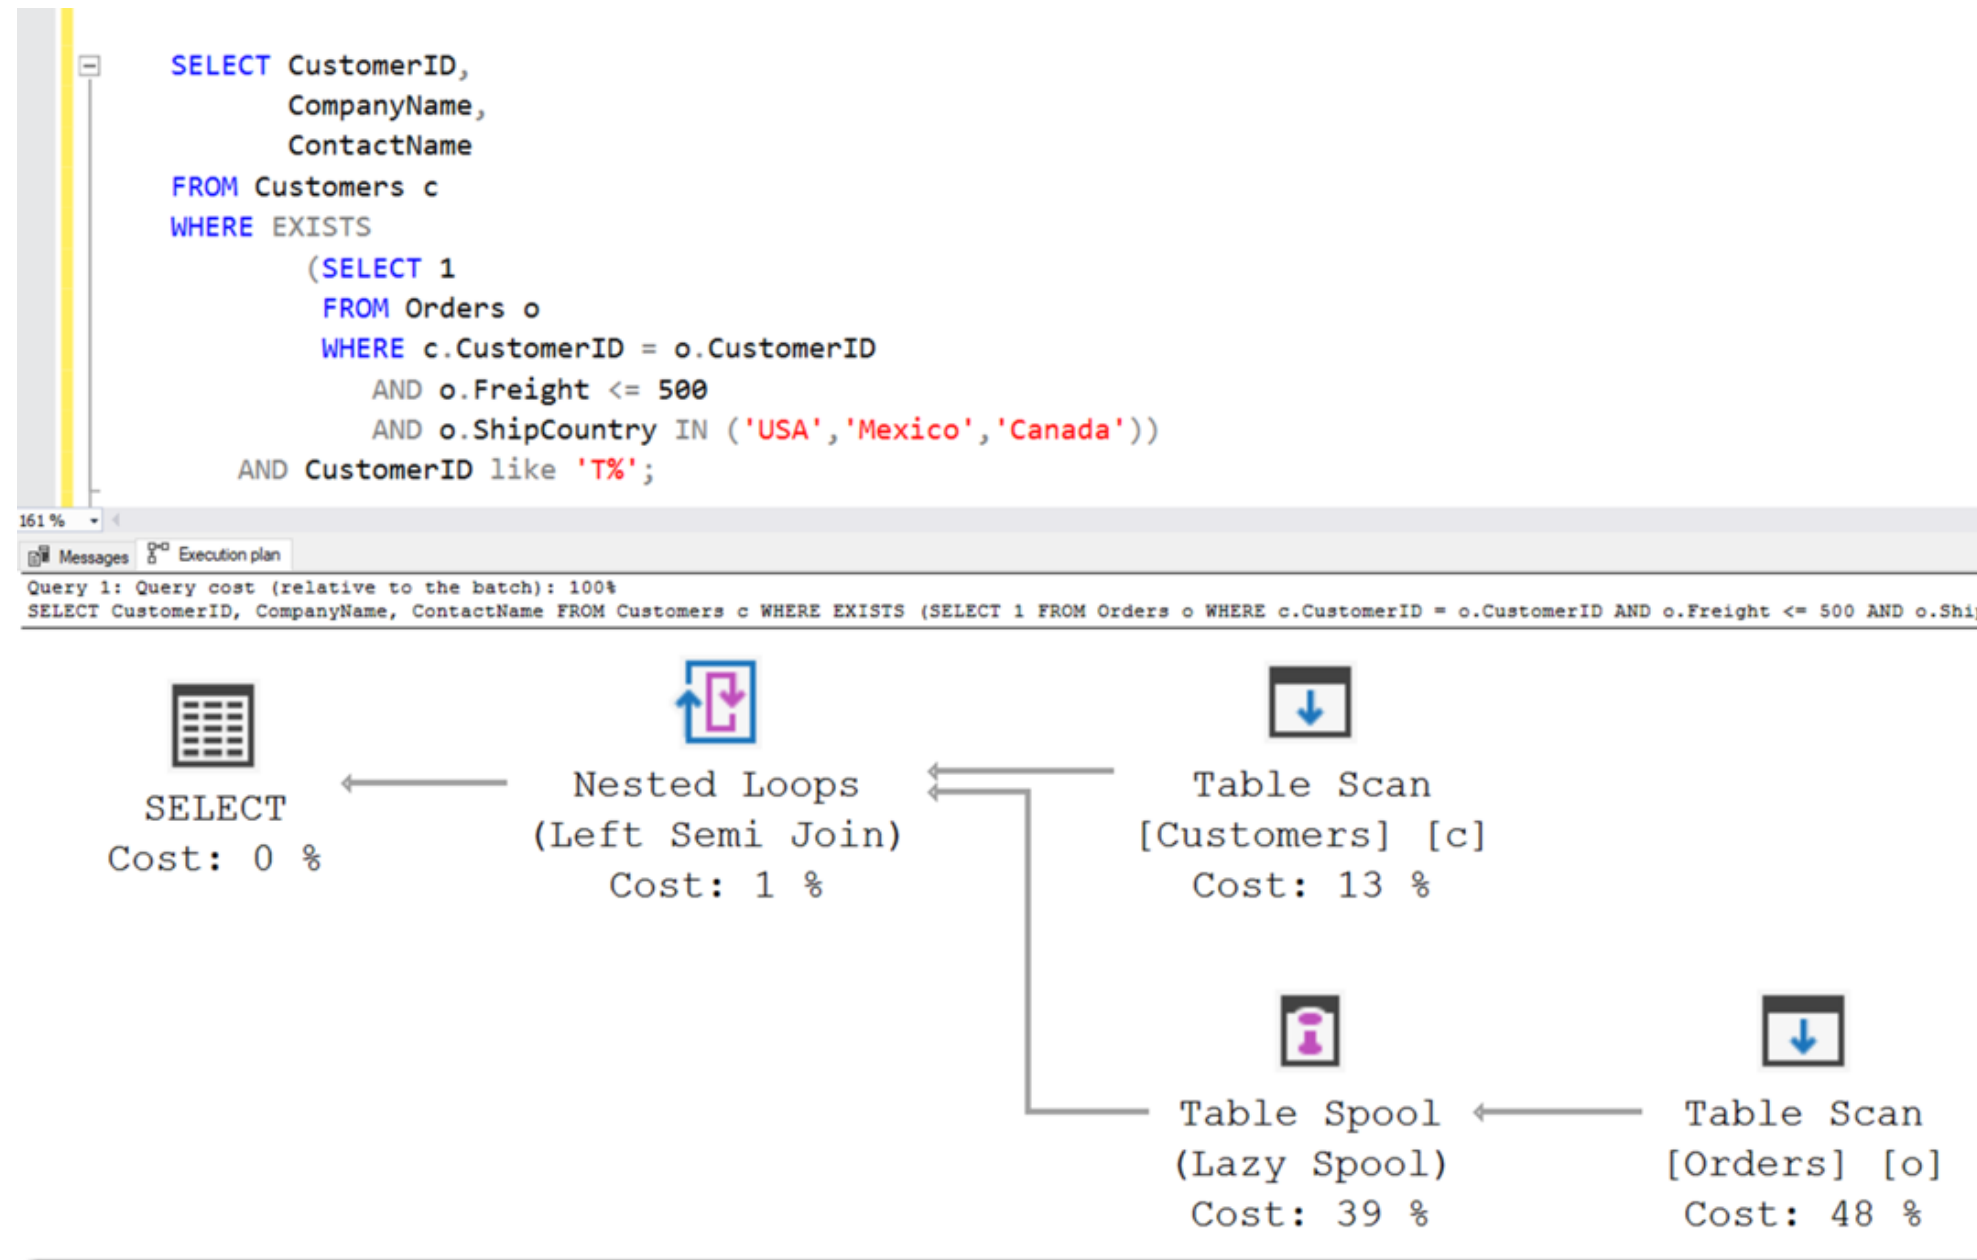 SELECT CustomerID,
CompanyName,
ContactName
FROM Customers c
WHERE EXISTS
(SELECT 1
FROM Orders o
WHERE c.CustomerID = o.CustomerID
AND o.Freight <= 500
AND o.ShipCountry IN ('USA','Mexico','Canada'))
AND CustomerID like 'T%';
161 %
Messages Execution plan
Query 1: Query cost (relative to the batch): 100%
SELECT CustomerID, CompanyName, ContactName FROM Customers c WHERE EXISTS (SELECT 1 FROM Orders o WHERE c.CustomerID = o.CustomerID AND o.Freight <= 500 AND o.Ship
SELECT
Cost: 0 %
Nested Loops
(Left Semi Join)
Cost: 1 %
Table Scan
[Customers] [c]
Cost: 13 %
Table Spool
(Lazy Spool)
Cost: 39 %
Table Scan
[Orders] [o]
Cost: 48 %